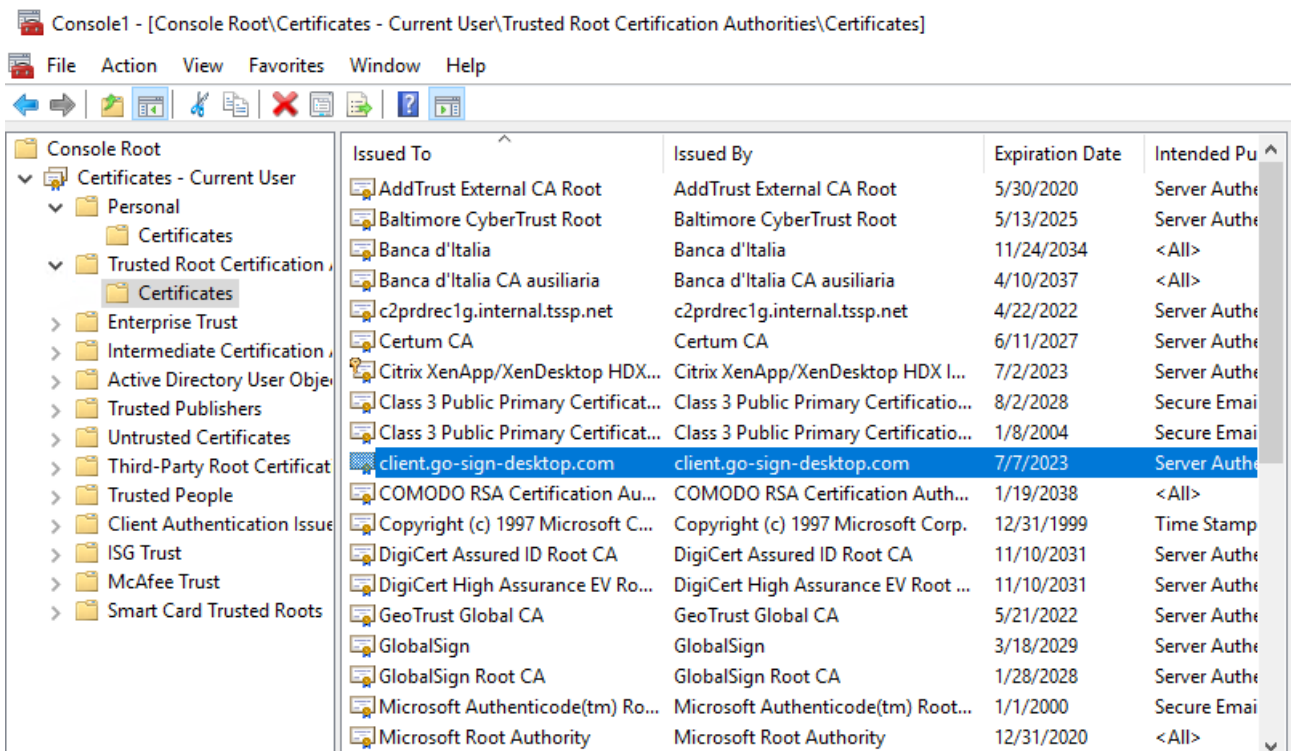 Console1 - [Console Root\Certificates - Current User\Trusted Root Certification Authorities\Certificates]
File Action View Favorites Window Help
Console Root
Certificates - Current User
Personal
Certificates
Trusted Root Certification
Certificates
Enterprise Trust
Intermediate Certification
Active Directory User Obje
Trusted Publishers
Untrusted Certificates
Third-Party Root Certificat
Trusted People
Client Authentication Issue
ISG Trust
McAfee Trust
Smart Card Trusted Roots
Issued To Issued By Expiration Date Intended Pu
AddTrust External CA Root AddTrust External CA Root 5/30/2020 Server Authe
Baltimore CyberTrust Root Baltimore CyberTrust Root 5/13/2025 Server Authe
Banca d'Italia Banca d'Italia 11/24/2034 <All>
Banca d'Italia CA ausiliaria Banca d'Italia CA ausiliaria 4/10/2037 <All>
c2prdrec1g.internal.tssp.net c2prdrec1g.internal.tssp.net 4/22/2022 Server Authe
Certum CA Certum CA 6/11/2027 Server Authe
Citrix XenApp/XenDesktop HDX... Citrix XenApp/XenDesktop HDX I... 7/2/2023 Server Authe
Class 3 Public Primary Certificat... Class 3 Public Primary Certificatio... 8/2/2028 Secure Emai
Class 3 Public Primary Certificat... Class 3 Public Primary Certificatio... 1/8/2004 Secure Emai
client.go-sign-desktop.com client.go-sign-desktop.com 7/7/2023 Server Authe
COMODO RSA Certification Au... COMODO RSA Certification Auth... 1/19/2038 <All>
Copyright (c) 1997 Microsoft C... Copyright (c) 1997 Microsoft Corp. 12/31/1999 Time Stamp
DigiCert Assured ID Root CA DigiCert Assured ID Root CA 11/10/2031 Server Authe
DigiCert High Assurance EV Ro... DigiCert High Assurance EV Root ... 11/10/2031 Server Authe
GeoTrust Global CA GeoTrust Global CA 5/21/2022 Server Authe
GlobalSign GlobalSign 3/18/2029 Server Authe
GlobalSign Root CA GlobalSign Root CA 1/28/2028 Server Authe
Microsoft Authenticode(tm) Ro... Microsoft Authenticode(tm) Root... 1/1/2000 Secure Emai
Microsoft Root Authority Microsoft Root Authority 12/31/2020 <All>